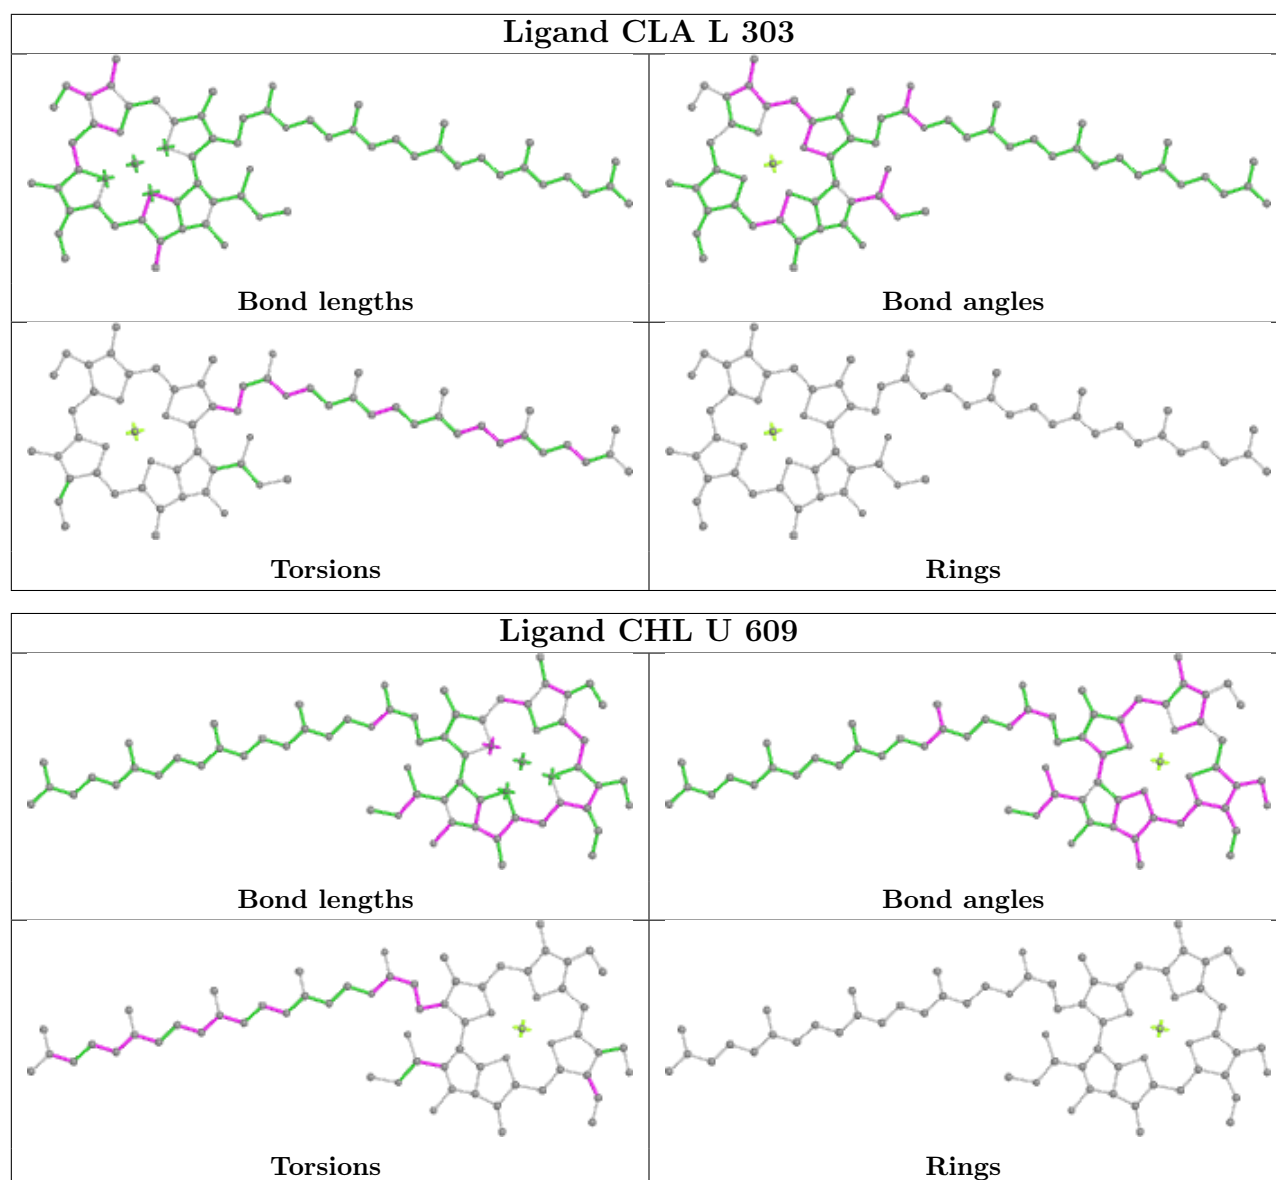 Ligand CLA L 303
Bond lengths
Bond angles
Torsions
Rings
Ligand CHL U 609
Bond lengths
Bond angles
Torsions
Rings